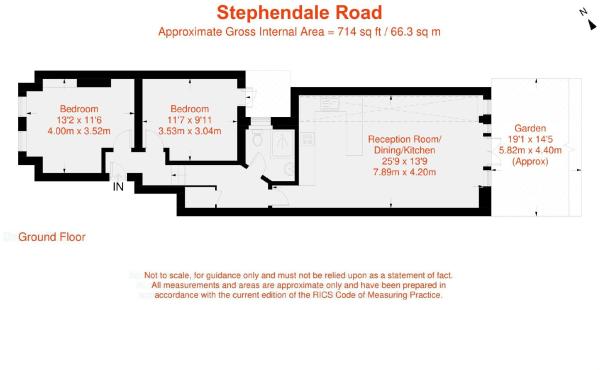 Stephendale Road
Approximate Gross Internal Area = 714 sq ft / 66.3 sq m
N
Bedroom
13'2 x 11'6
4.00m x 3.52m
Bedroom
11'7 x 9'11
3.53m x 3.04m
Reception Room/
Dining/Kitchen
25'9 x 13'9
7.89m x 4.20m
Garden
19'1 x 14'5
5.82m x 4.40m
(Approx)
IN
Ground Floor
Not to scale, for guidance only and must not be relied upon as a statement of fact.
All measurements and areas are approximate only and have been prepared in
accordance with the current edition of the RICS Code of Measuring Practice.